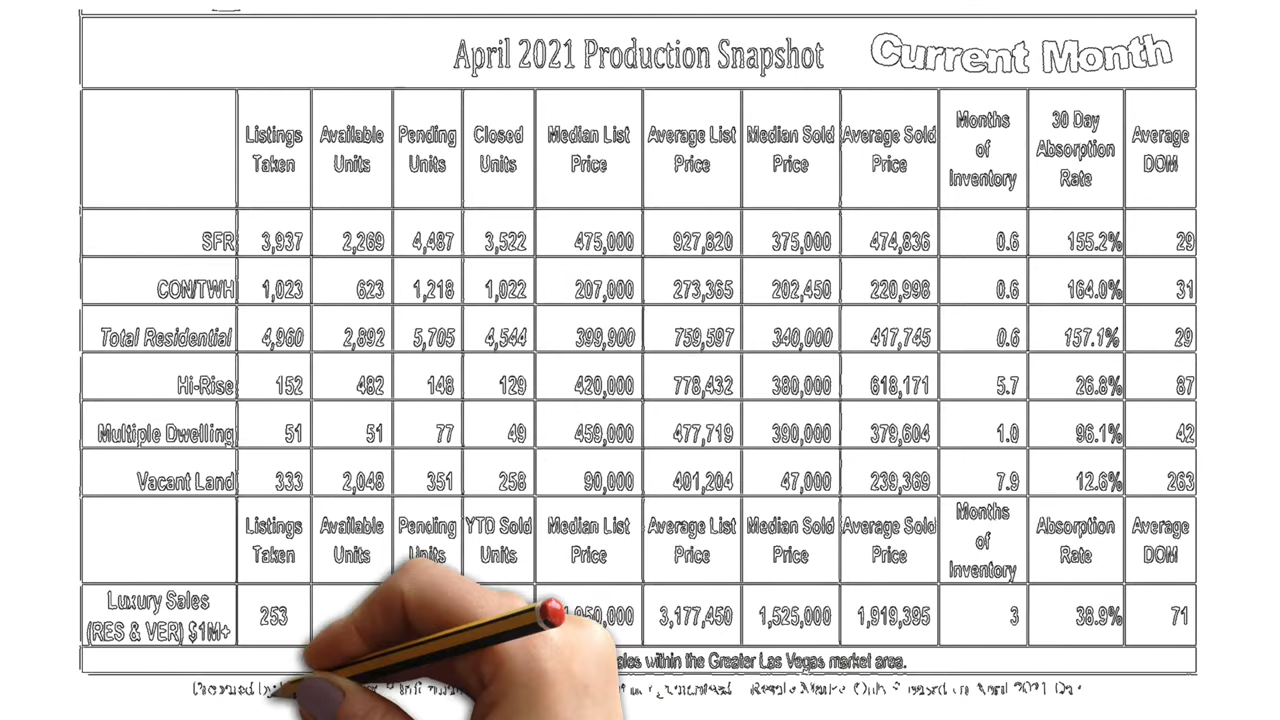 April 2021 Production Snapshot Current Month
Listings Taken Available Units Pending Units Closed Units Median List Price Average List Price Median Sold Price Average Sold Price Months of Inventory 30 Day Absorption Rate Average DOM
SFR 3,937 2,269 4,487 3,522 475,000 927,820 375,000 474,836 0.6 155.2% 29
CON/TWH 1,023 623 1,218 1,022 207,000 273,365 202,450 220,998 0.6 164.0% 31
Total Residential 4,960 2,892 5,705 4,544 399,900 759,597 340,000 417,745 0.6 157.1% 29
Hi-Rise 152 482 148 129 420,000 778,432 380,000 618,171 5.7 26.8% 87
Multiple Dwelling 51 51 77 49 459,000 477,719 390,000 379,604 1.0 96.1% 42
Vacant Land 333 2,048 351 258 90,000 401,204 47,000 239,369 7.9 12.6% 263
Listings Taken Available Units Pending Units YTD Sold Units Median List Price Average List Price Median Sold Price Average Sold Price Months of Inventory Absorption Rate Average DOM
Luxury Sales (RES & VER) $1M+ 253 3,177,450 1,525,000 1,919,395 3 38.9% 71
within the Greater Las Vegas market area.